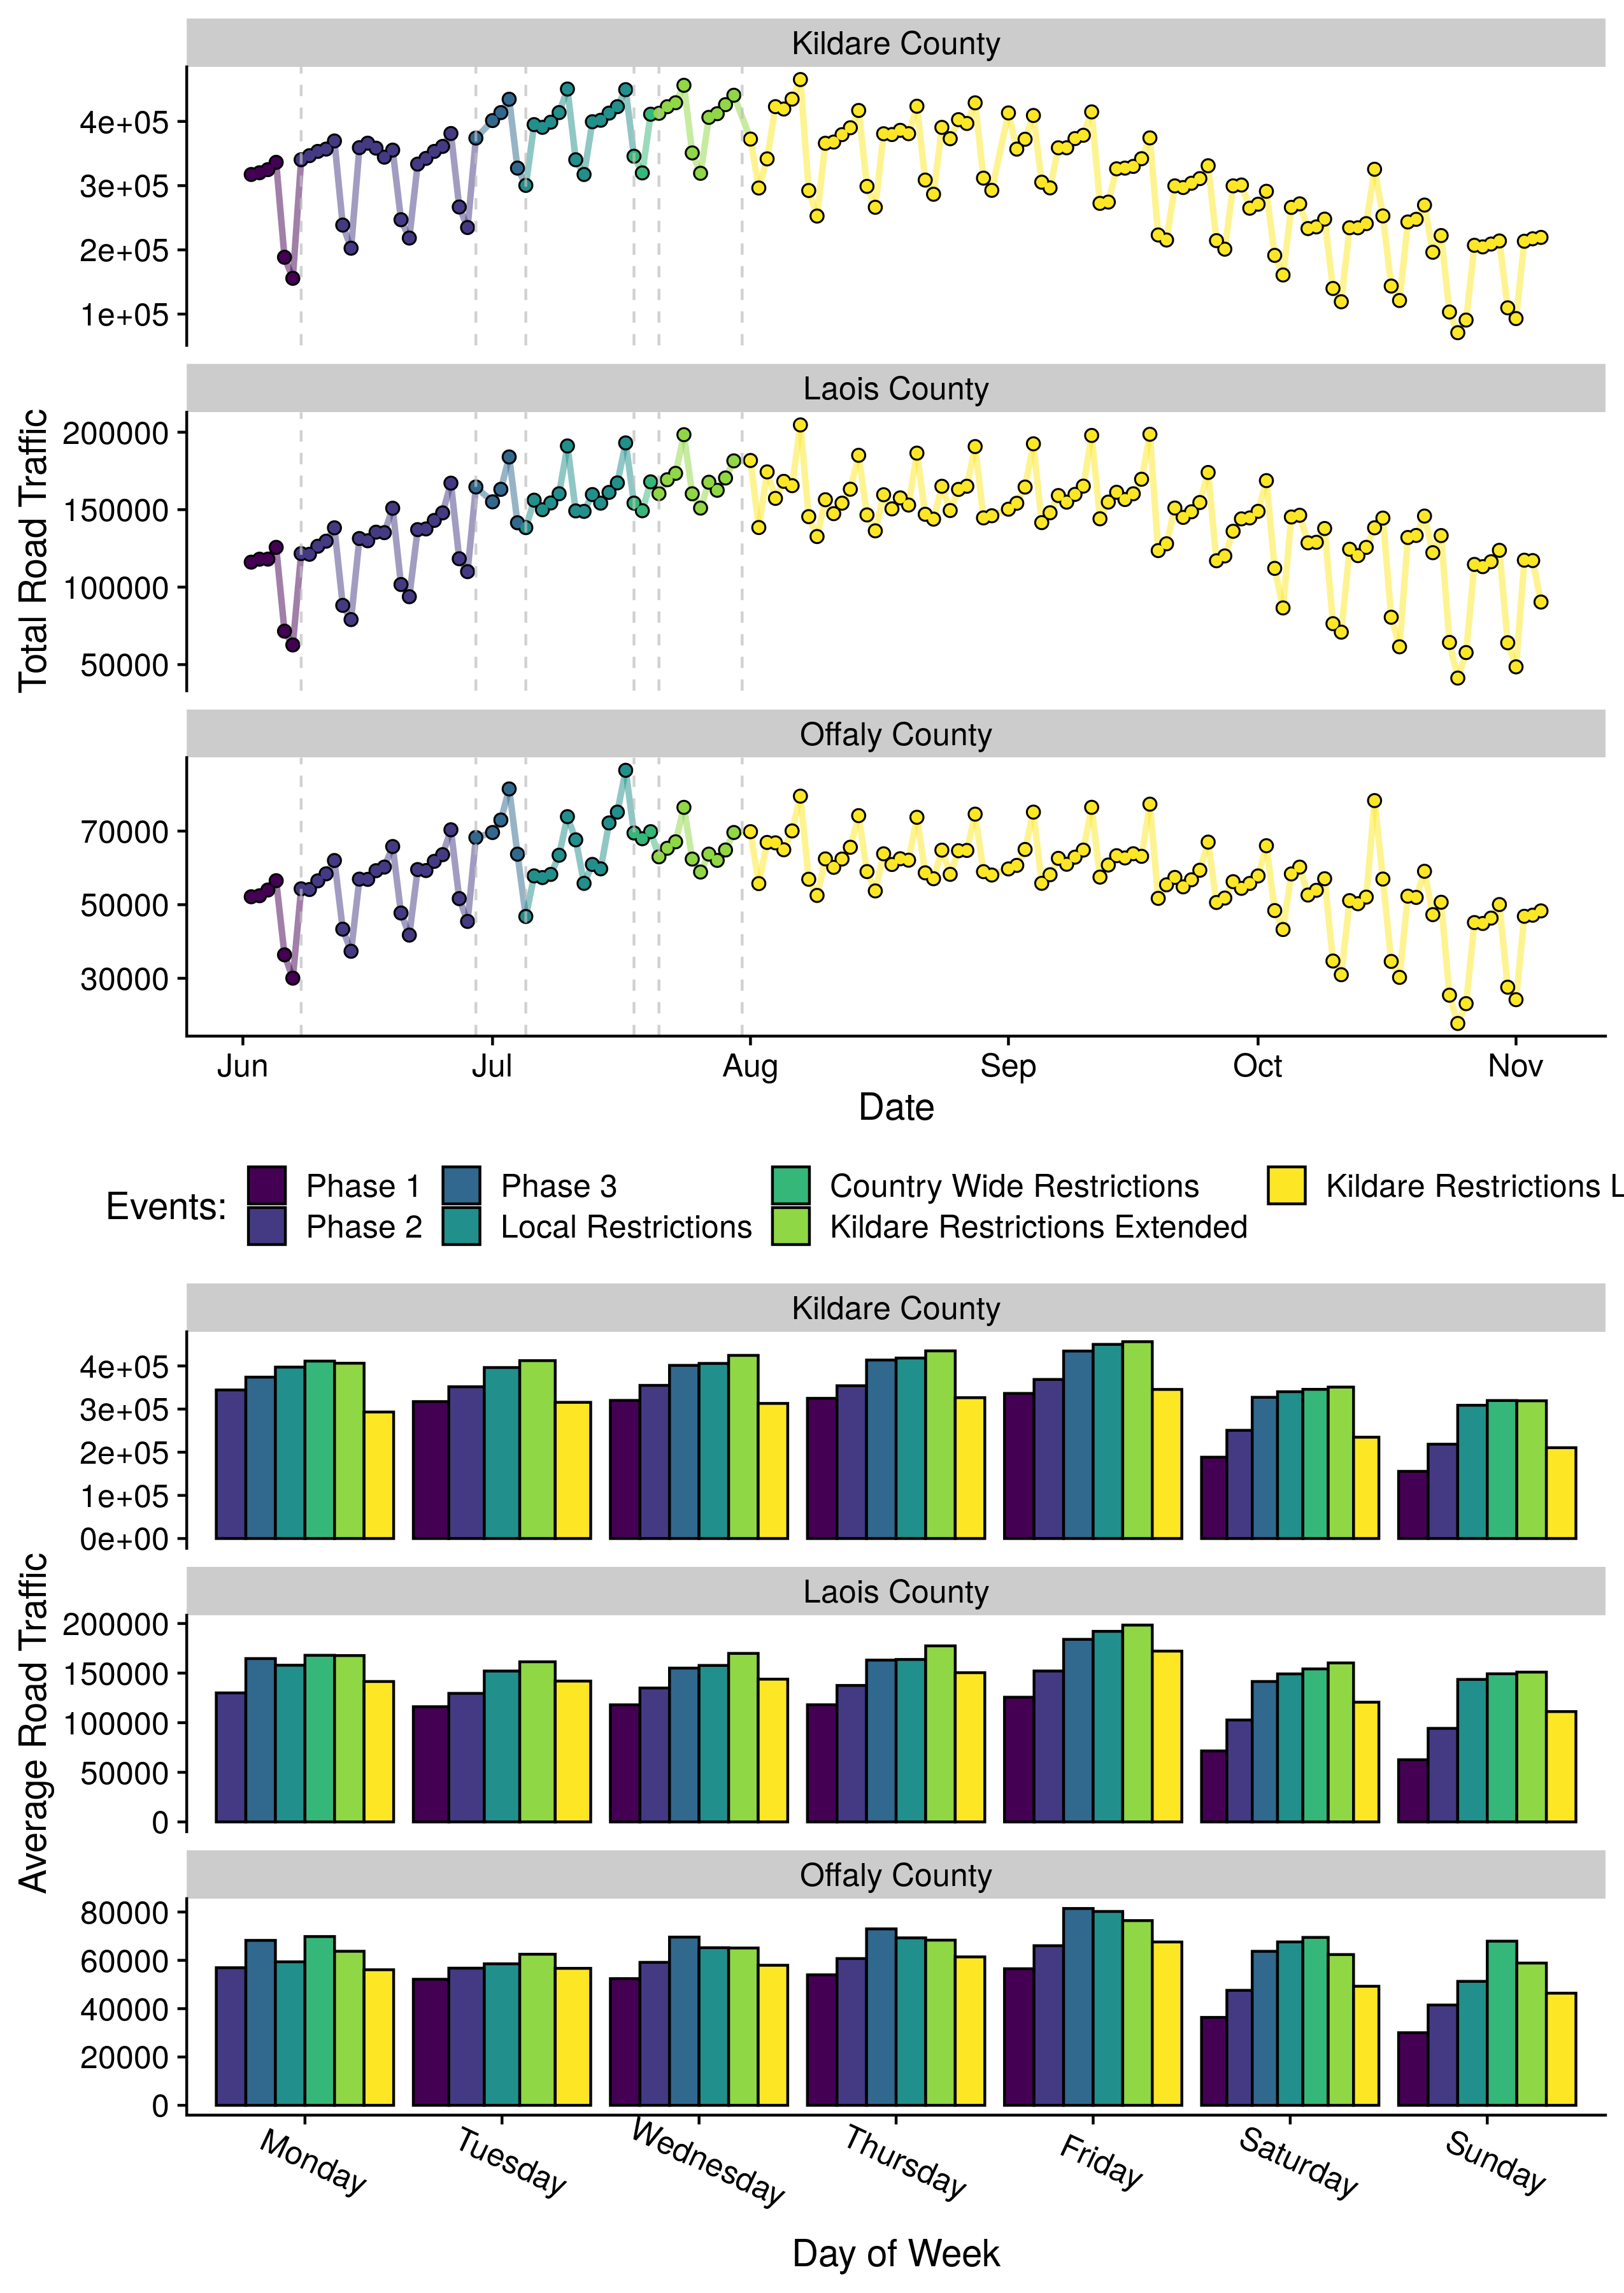 Kildare County
4e+05
3e+05
2e+05
1e+05
Laois County
200000
150000
100000
50000
Offaly County
70000
50000
30000
Total Road Traffic
Jun Jul Aug Sep Oct Nov
Date
Events:
Phase 1 Phase 3 Country Wide Restrictions Kildare Restrictions L
Phase 2 Local Restrictions Kildare Restrictions Extended
Kildare County
4e+05
3e+05
2e+05
1e+05
0e+00
Laois County
200000
150000
100000
50000
0
Offaly County
80000
60000
40000
20000
0
Average Road Traffic
Monday Tuesday Wednesday Thursday Friday Saturday Sunday
Day of Week